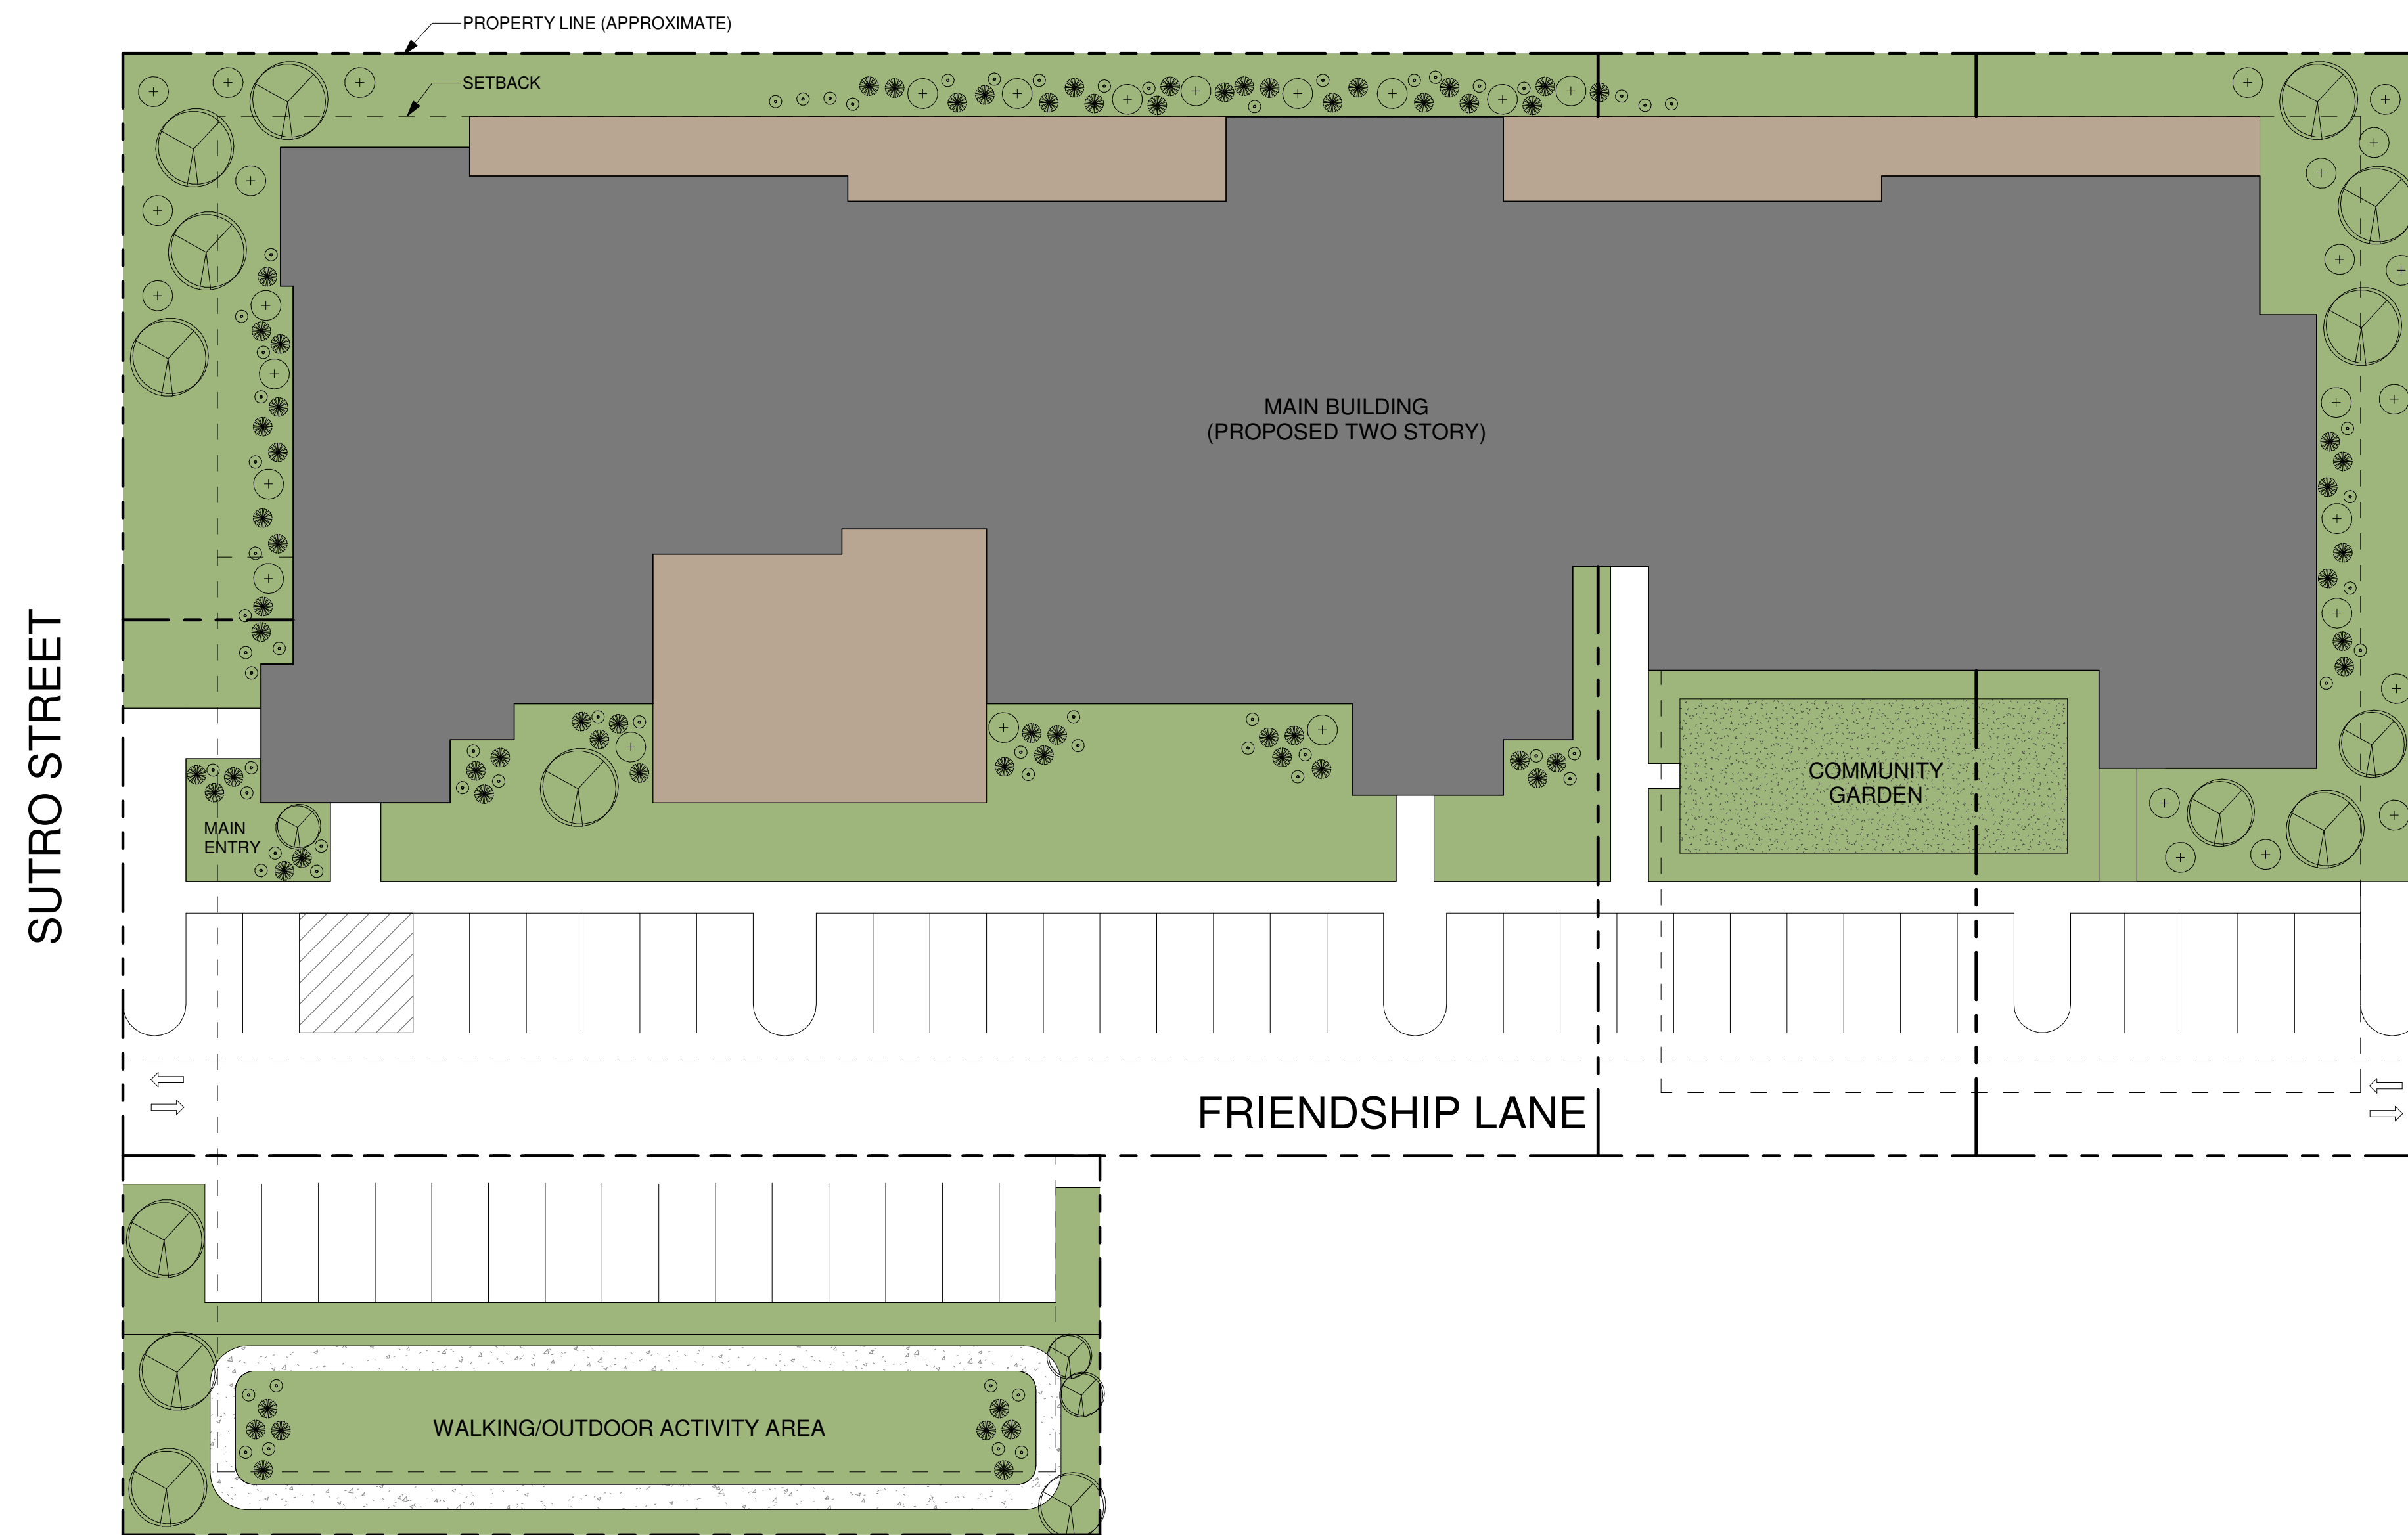 PROPERTY LINE (APPROXIMATE)
SETBACK
MAIN BUILDING
(PROPOSED TWO STORY)
SUTRO STREET
COMMUNITY
GARDEN
MAIN
ENTRY
FRIENDSHIP LANE
WALKING/OUTDOOR ACTIVITY AREA